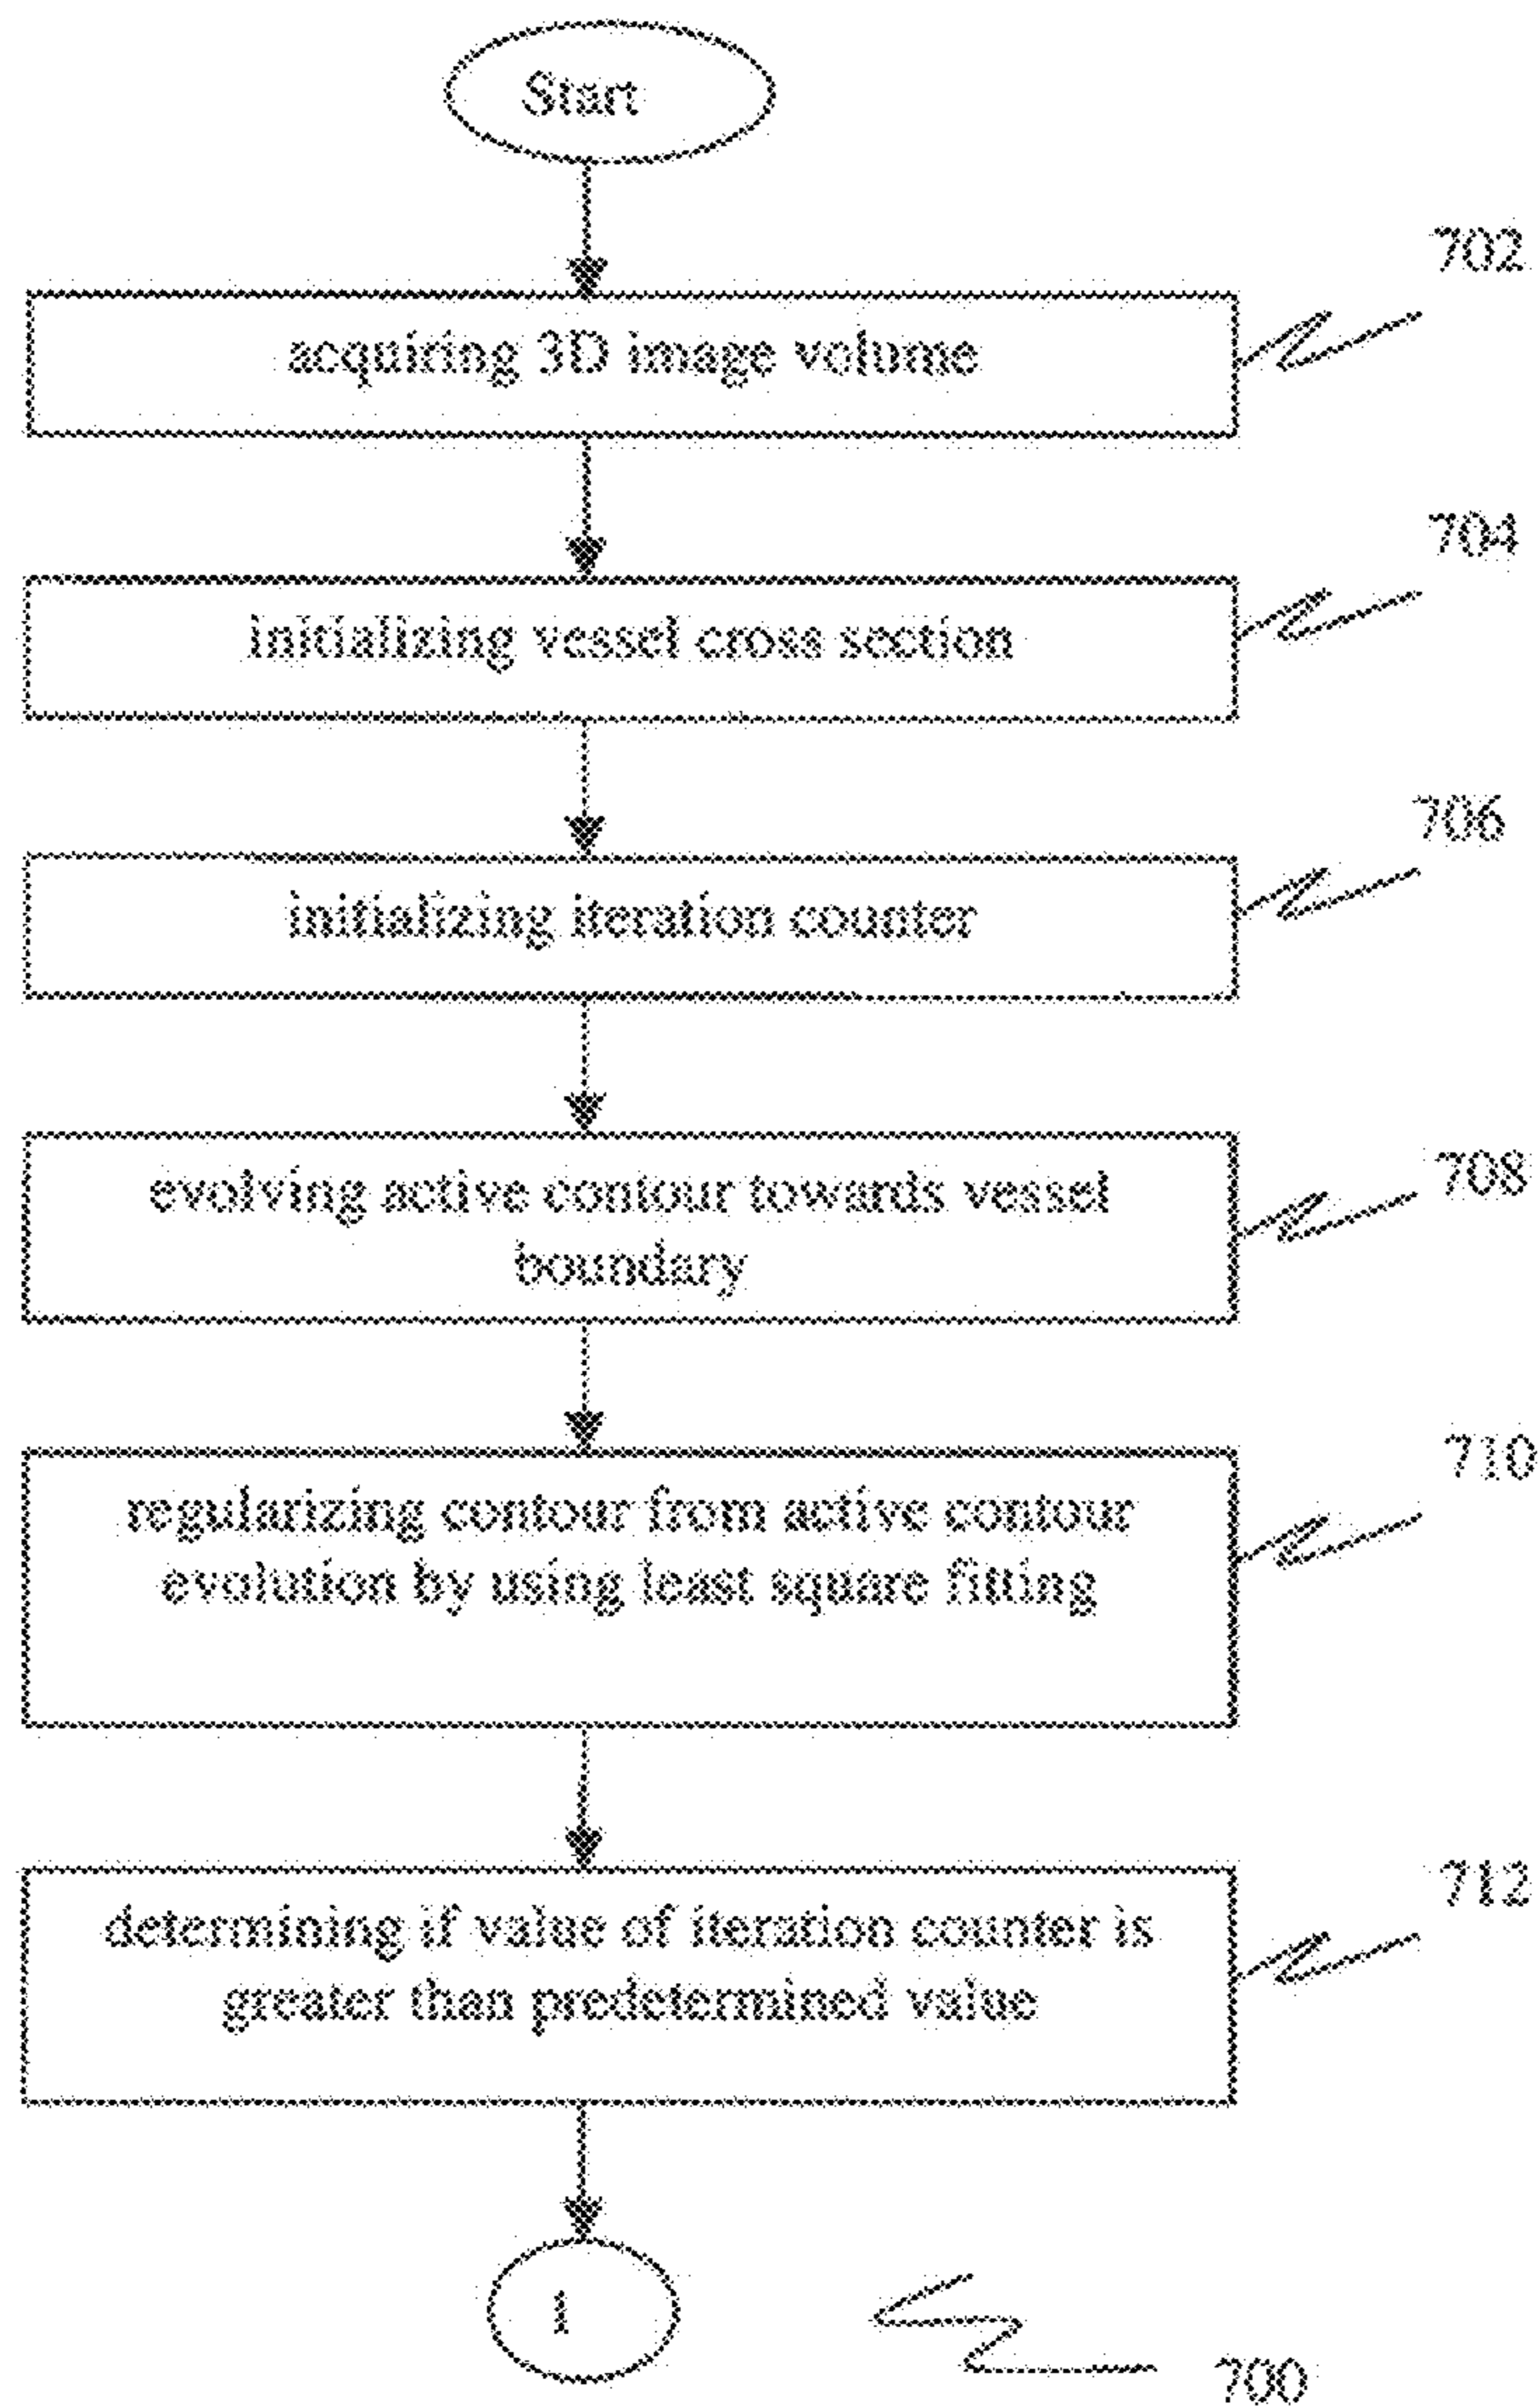 Start
702
acquiring 3D image volume
704
initializing vessel cross section
706
initializing iteration counter
708
evolving active contour towards vessel
boundary
710
regularizing contour from active contour
evolution by using least square fitting
712
determining if value of iteration counter is
greater than predetermined value
1
700